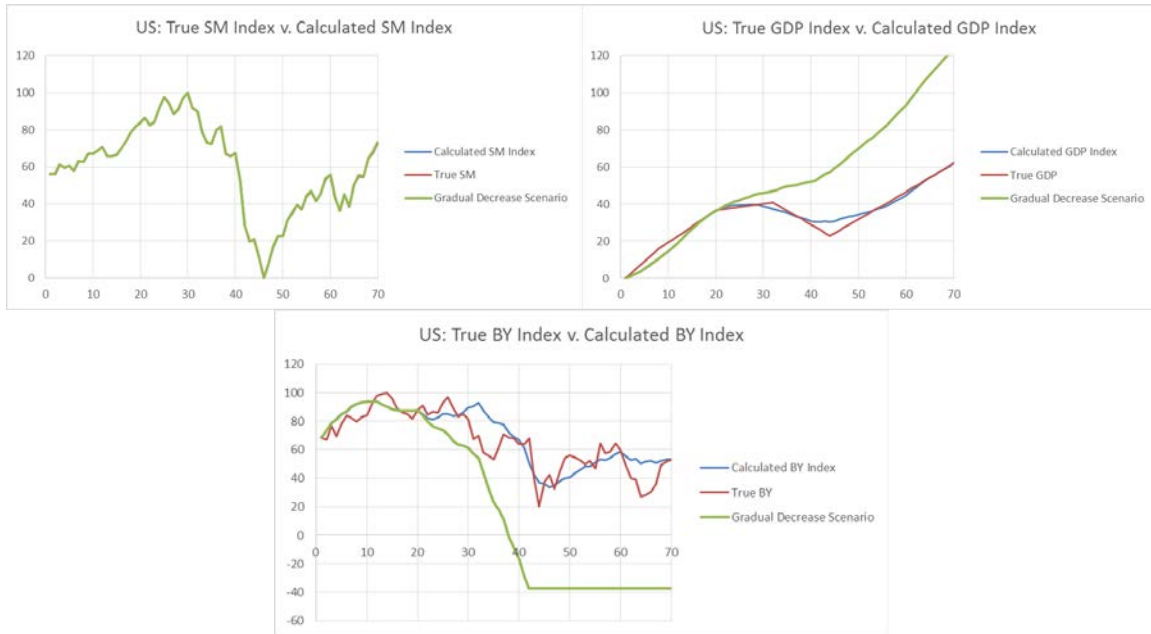 US: True SM Index v. Calculated SM Index
120
100
80
60
40
20
0
0 10 20 30 40 50 60 70
Calculated SM Index
True SM
Gradual Decrease Scenario
US: True GDP Index v. Calculated GDP Index
120
100
80
60
40
20
0
0 10 20 30 40 50 60 70
Calculated GDP Index
True GDP
Gradual Decrease Scenario
US: True BY Index v. Calculated BY Index
120
100
80
60
40
20
0
-20
-40
-60
0 10 20 30 40 50 60 70
Calculated BY Index
True BY
Gradual Decrease Scenario